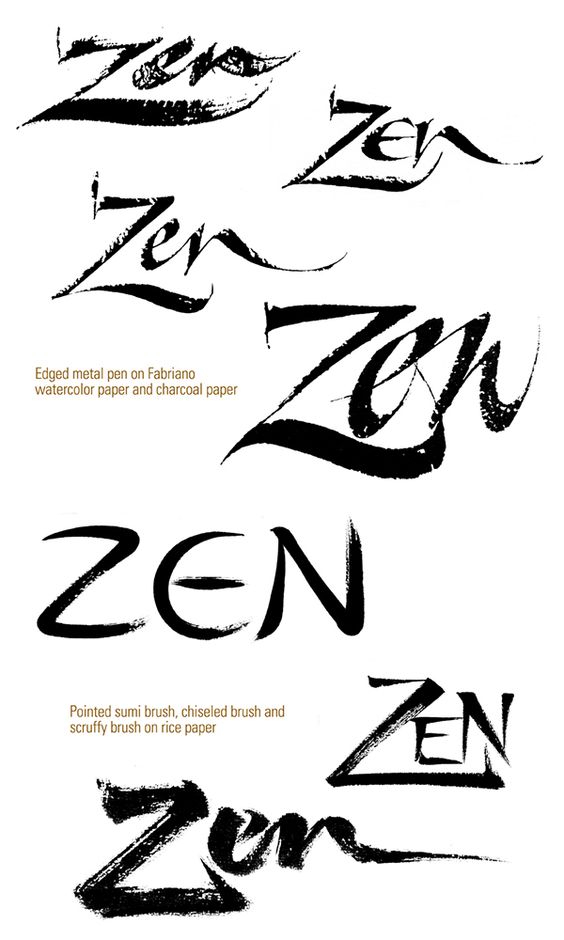 Zen
Zen
Zen
Zen
Edged metal pen on Fabriano
watercolor paper and charcoal paper
ZEN
ZEN
Pointed sumi brush, chiseled brush and
scruffy brush on rice paper
Zen